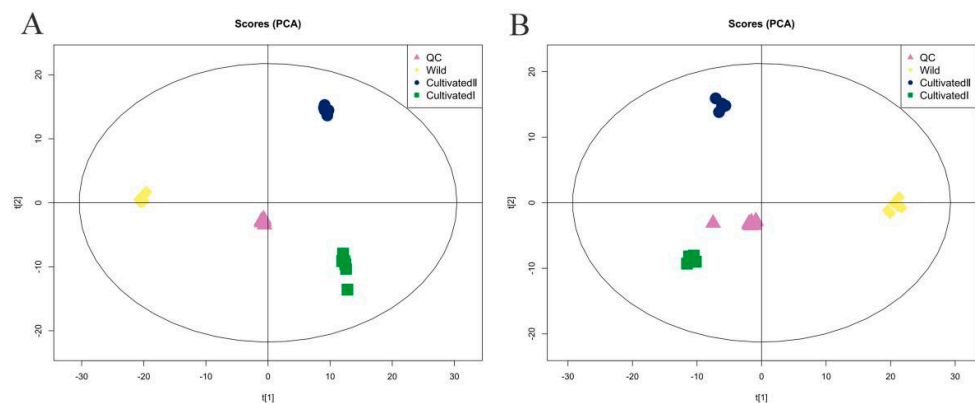 A
Scores (PCA)
QC
Wild
CultivatedⅡ
CultivatedⅠ
t[2]
20
10
0
-10
-20
-30
-20
-10
0
10
20
30
t[1]
B
Scores (PCA)
QC
Wild
CultivatedⅡ
CultivatedⅠ
t[2]
20
10
0
-10
-20
-30
-20
-10
0
10
20
30
t[1]